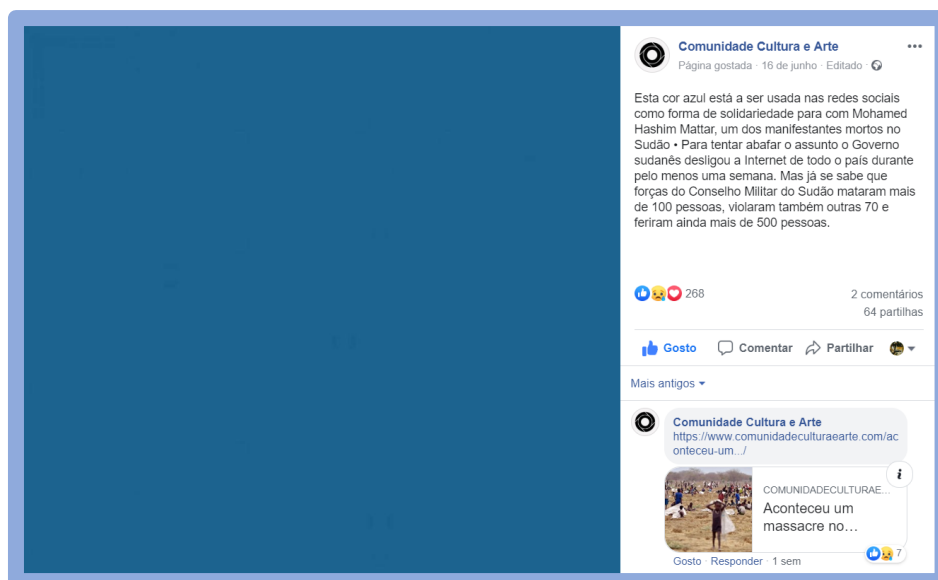 Comunidade Cultura e Arte
Página gostada · 16 de junho · Editado ·
Esta cor azul está a ser usada nas redes sociais
como forma de solidariedade para com Mohamed
Hashim Mattar, um dos manifestantes mortos no
Sudão • Para tentar abafar o assunto o Governo
sudanês desligou a Internet de todo o país durante
pelo menos uma semana. Mas já se sabe que
forças do Conselho Militar do Sudão mataram mais
de 100 pessoas, violaram também outras 70 e
feriram ainda mais de 500 pessoas.
268
2 comentários
64 partilhas
Gosto Comentar Partilhar
Mais antigos
Comunidade Cultura e Arte
https://www.comunidadeculturaearte.com/ac
onteceu-um.../
i
COMUNIDADECULTURAE...
Aconteceu um
massacre no...
7
Gosto · Responder · 1 sem